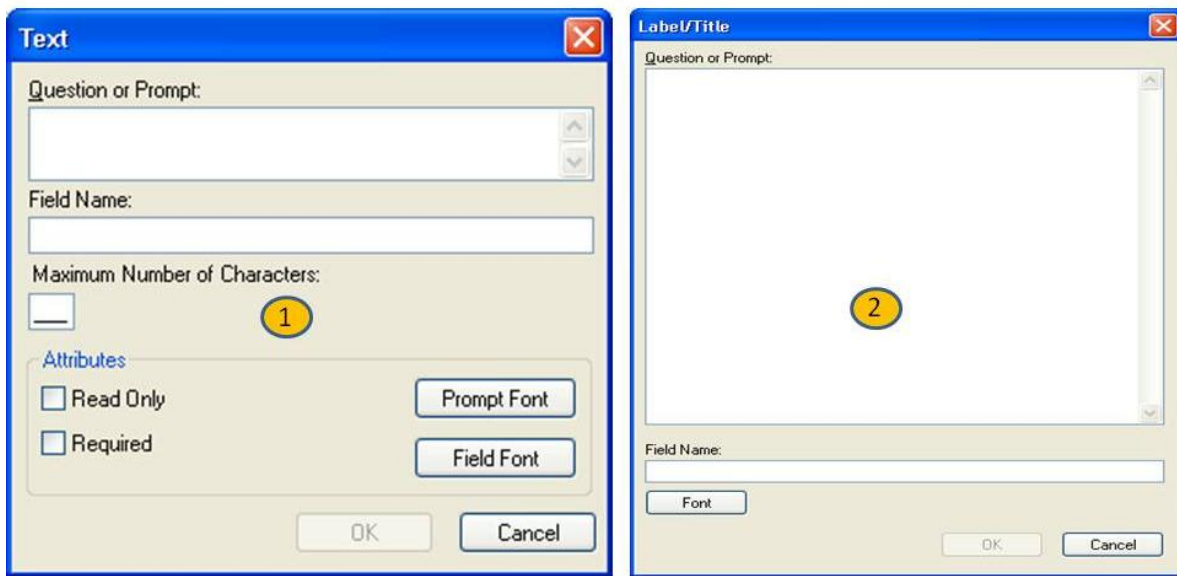 Text
Question or Prompt:
Field Name:
Maximum Number of Characters:
1
Attributes
Read Only
Prompt Font
Required
Field Font
OK
Cancel
Label/Title
Question or Prompt:
2
Field Name:
Font
OK
Cancel